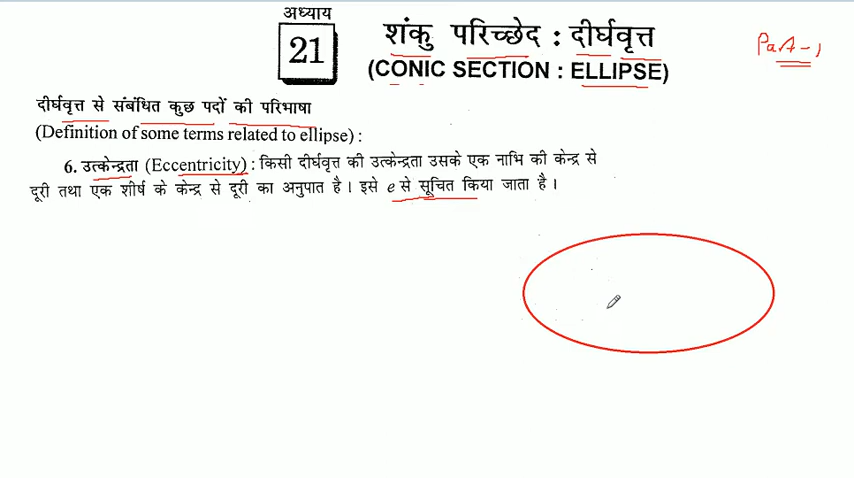 अध्याय
21
शंकु परिच्छेद : दीर्घवृत्त
(CONIC SECTION : ELLIPSE)
Part-1
दीर्घवृत्त से संबंधित कुछ पदों की परिभाषा
(Definition of some terms related to ellipse) :
6. उत्केन्द्रता (Eccentricity) : किसी दीर्घवृत्त की उत्केन्द्रता उसके एक नाभि की केन्द्र से
दूरी तथा एक शीर्ष के केन्द्र से दूरी का अनुपात है। इसे e से सूचित किया जाता है।